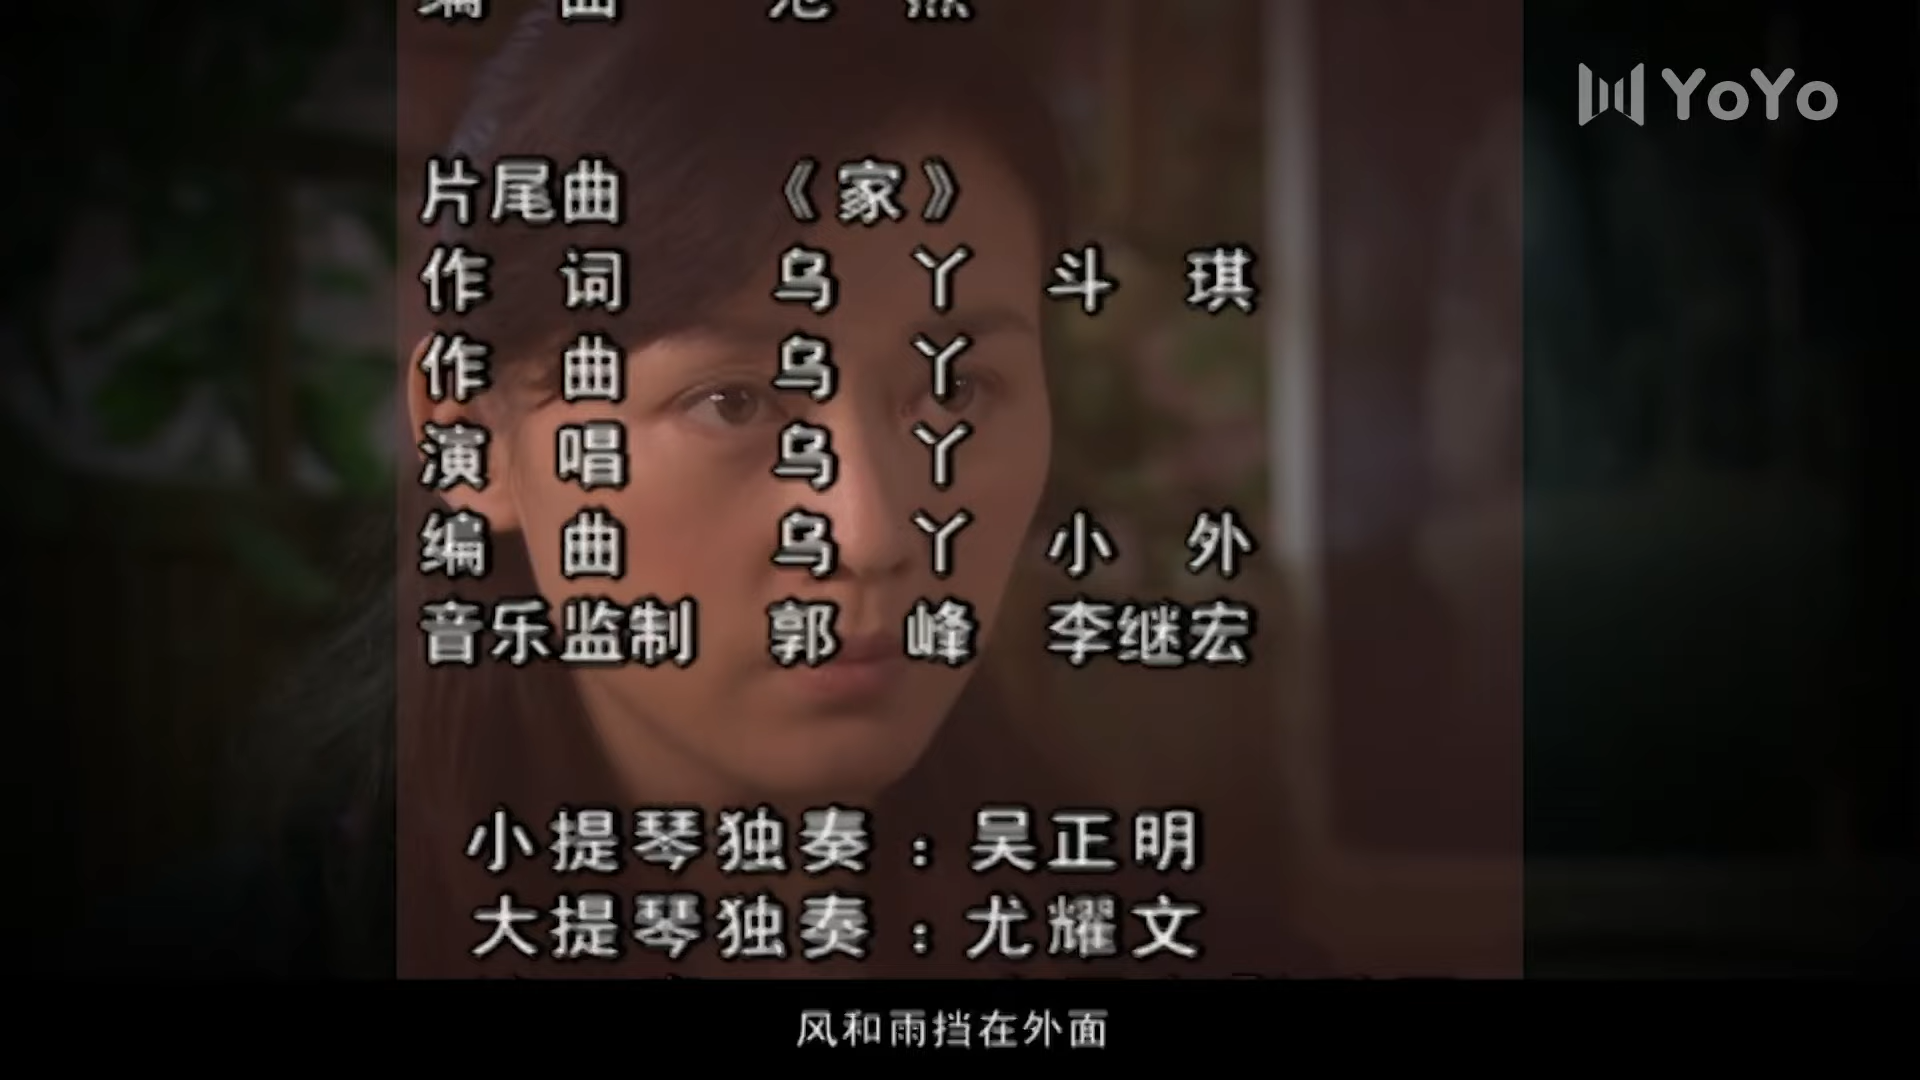 YoYo
片尾曲 《家》
作 词 乌 丫 斗 琪
作 曲 乌 丫
演 唱 乌 丫
编 曲 乌 丫 小 外
音乐监制 郭 峰 李继宏
小提琴独奏：吴正明
大提琴独奏：尤耀文
风和雨挡在外面